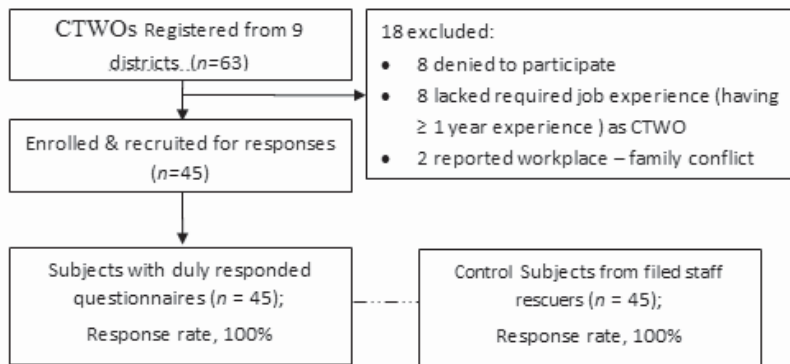 CTWOs Registered from 9
districts (n=63)
18 excluded:
• 8 denied to participate
• 8 lacked required job experience (having
≥ 1 year experience ) as CTWO
• 2 reported workplace – family conflict
Enrolled & recruited for responses
(n=45)
Subjects with duly responded
questionnaires (n = 45);
Response rate, 100%
Control Subjects from filed staff
rescuers (n = 45);
Response rate, 100%